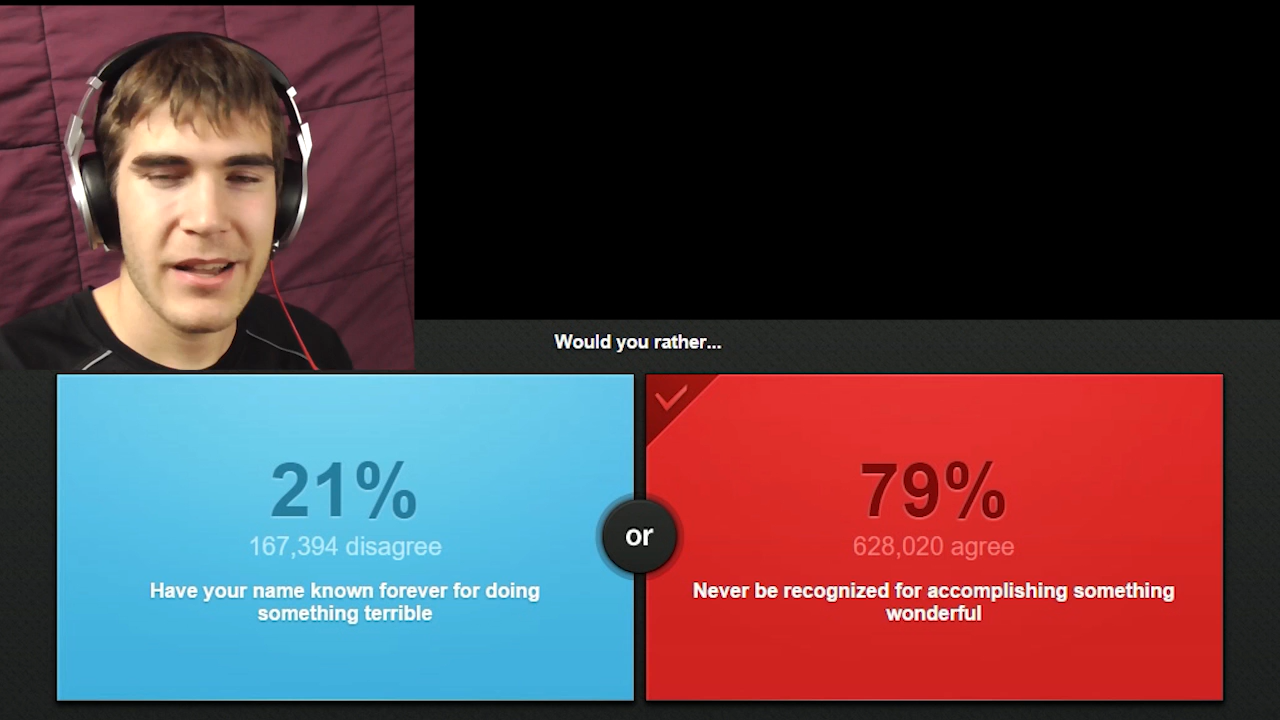 Would you rather...
21%
167,394 disagree
Have your name known forever for doing
something terrible
or
79%
628,020 agree
Never be recognized for accomplishing something
wonderful